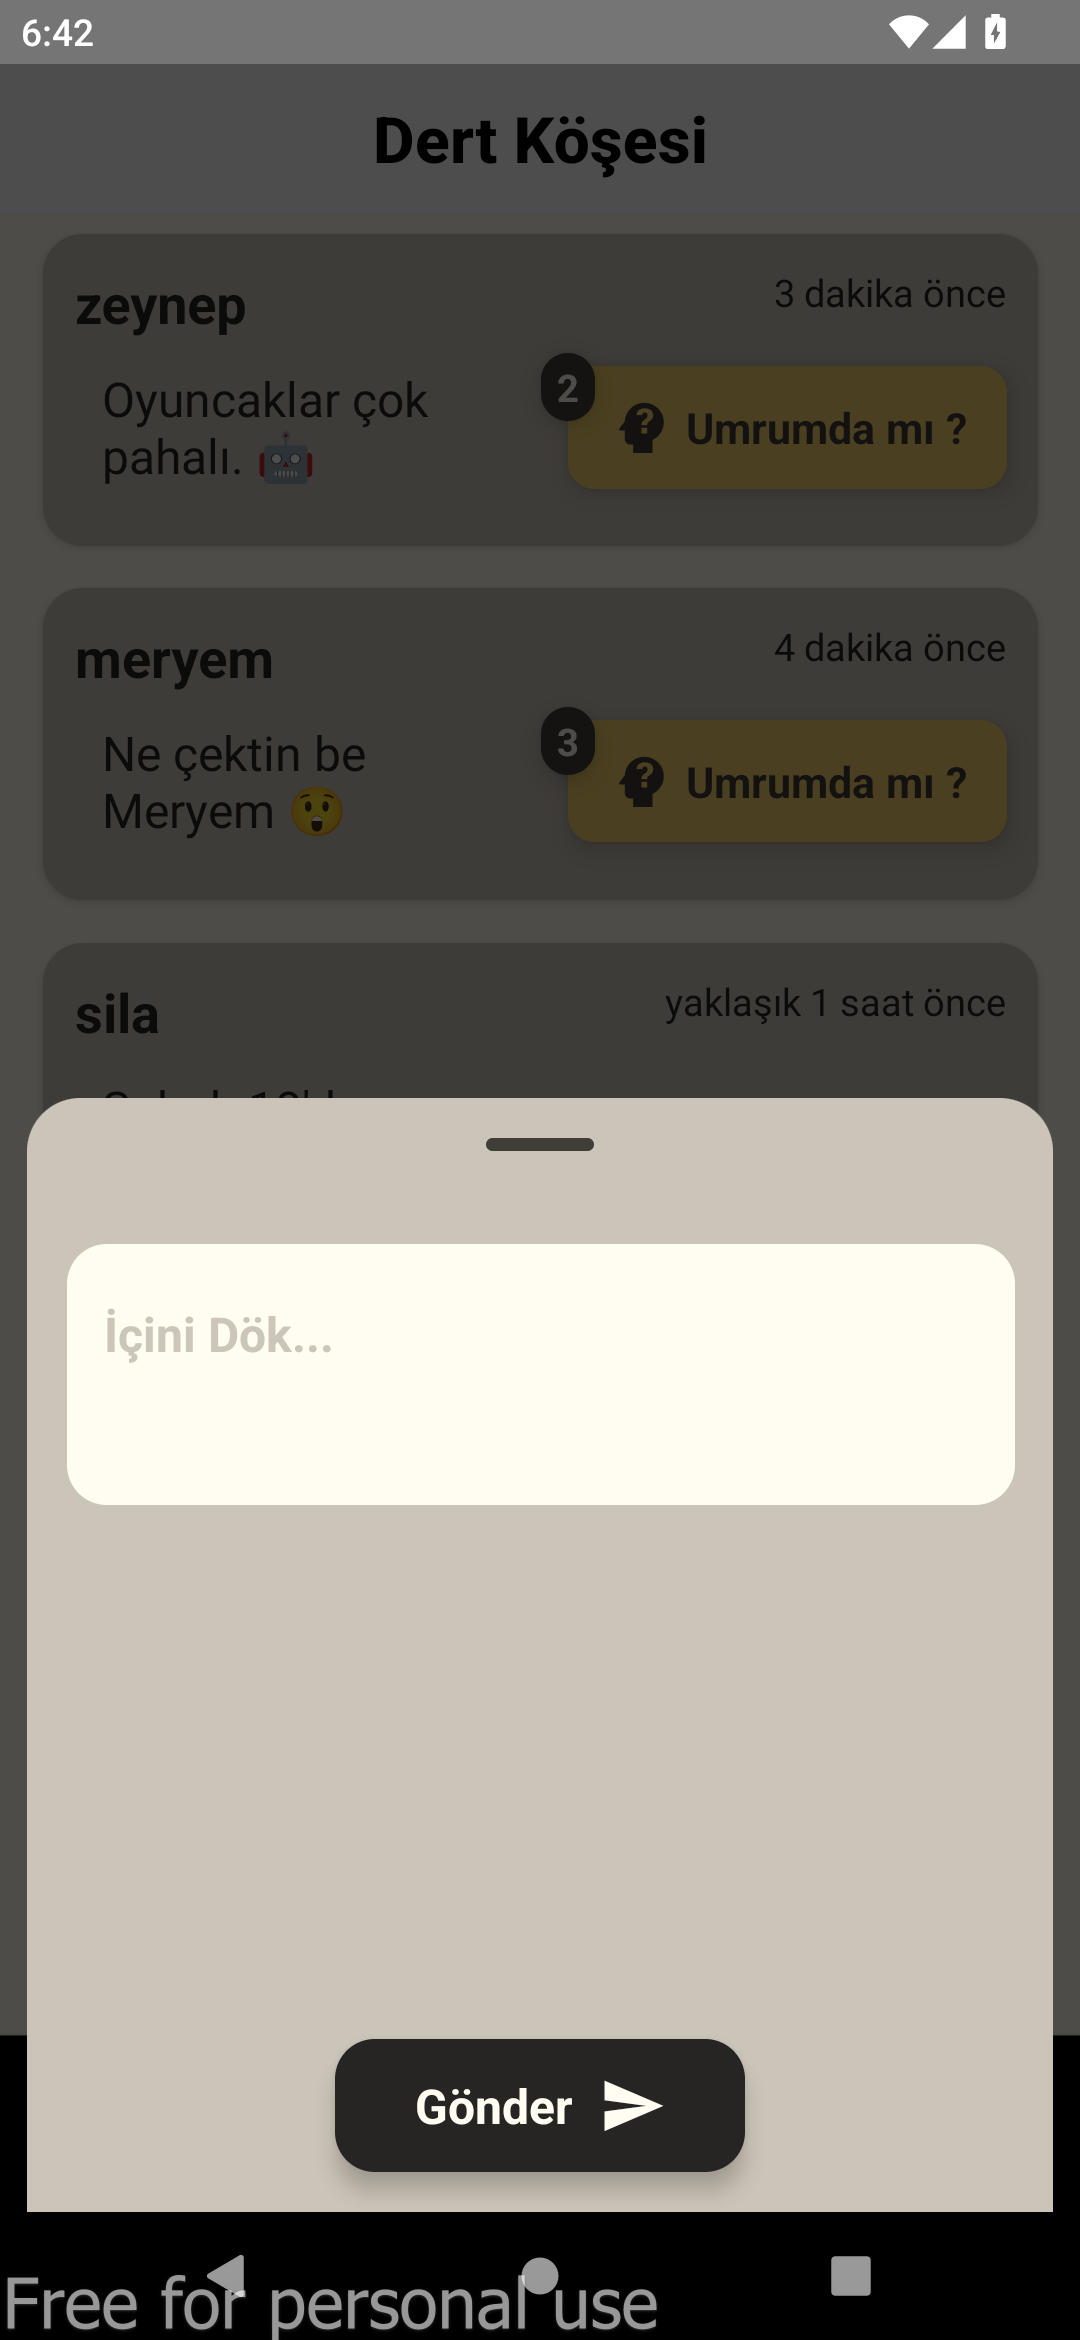 6:42
Dert Köşesi
zeynep
3 dakika önce
Oyuncaklar çok
pahalı. 🤖
2
Umrumda mı ?
meryem
4 dakika önce
Ne çektin be
Meryem 😲
3
Umrumda mı ?
sila
yaklaşık 1 saat önce
İçini Dök...
Gönder
Free for personal use